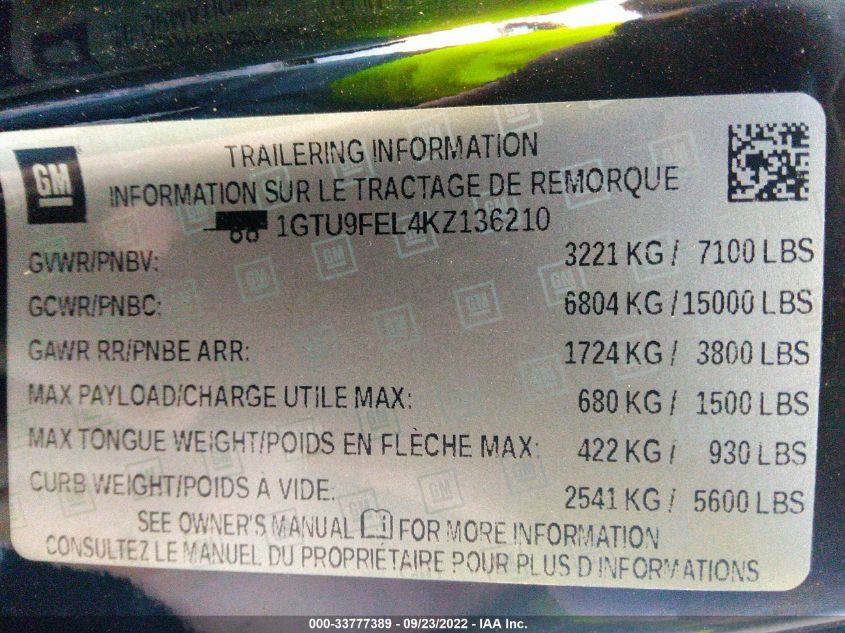 GM
TRAILERING INFORMATION
INFORMATION SUR LE TRACTAGE DE REMORQUE
1GTU9FEL4KZ136210
GVWR/PNBV: 3221 KG / 7100 LBS
GCWR/PNBC: 6804 KG / 15000 LBS
GAWR RR/PNBE ARR: 1724 KG / 3800 LBS
MAX PAYLOAD/CHARGE UTILE MAX: 680 KG / 1500 LBS
MAX TONGUE WEIGHT/POIDS EN FLÈCHE MAX: 422 KG / 930 LBS
CURB WEIGHT/POIDS À VIDE: 2541 KG / 5600 LBS
SEE OWNER'S MANUAL FOR MORE INFORMATION
CONSULTEZ LE MANUEL DU PROPRIÉTAIRE POUR PLUS D'INFORMATIONS
000-33777389 - 09/23/2022 - IAA Inc.